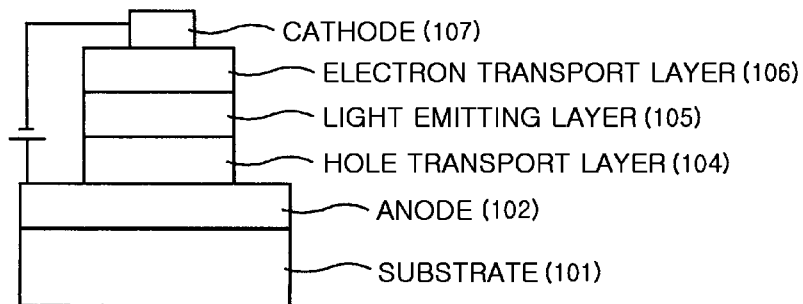 CATHODE (107)
ELECTRON TRANSPORT LAYER (106)
LIGHT EMITTING LAYER (105)
HOLE TRANSPORT LAYER (104)
ANODE (102)
SUBSTRATE (101)